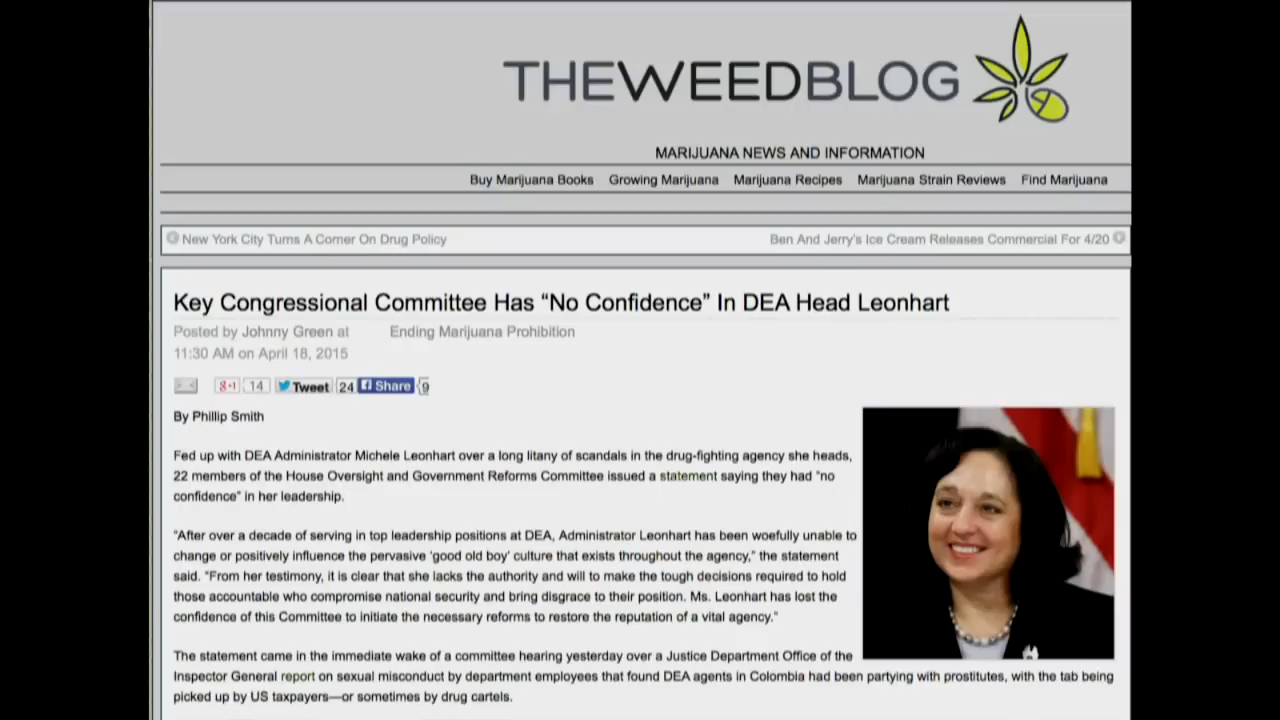 THEWEEDBLOG
MARIJUANA NEWS AND INFORMATION
Buy Marijuana Books Growing Marijuana Marijuana Recipes Marijuana Strain Reviews Find Marijuana
New York City Turns A Corner On Drug Policy Ben And Jerry's Ice Cream Releases Commercial For 4/20
Key Congressional Committee Has “No Confidence” In DEA Head Leonhart
Posted by Johnny Green at Ending Marijuana Prohibition
11:30 AM on April 18, 2015
g+1 14 Tweet 24 Share 9
By Phillip Smith
Fed up with DEA Administrator Michele Leonhart over a long litany of scandals in the drug-fighting agency she heads,
22 members of the House Oversight and Government Reforms Committee issued a statement saying they had "no
confidence" in her leadership.
"After over a decade of serving in top leadership positions at DEA, Administrator Leonhart has been woefully unable to
change or positively influence the pervasive 'good old boy' culture that exists throughout the agency," the statement
said. "From her testimony, it is clear that she lacks the authority and will to make the tough decisions required to hold
those accountable who compromise national security and bring disgrace to their position. Ms. Leonhart has lost the
confidence of this Committee to initiate the necessary reforms to restore the reputation of a vital agency."
The statement came in the immediate wake of a committee hearing yesterday over a Justice Department Office of the
Inspector General report on sexual misconduct by department employees that found DEA agents in Colombia had been partying with prostitutes, with the tab being
picked up by US taxpayers—or sometimes by drug cartels.